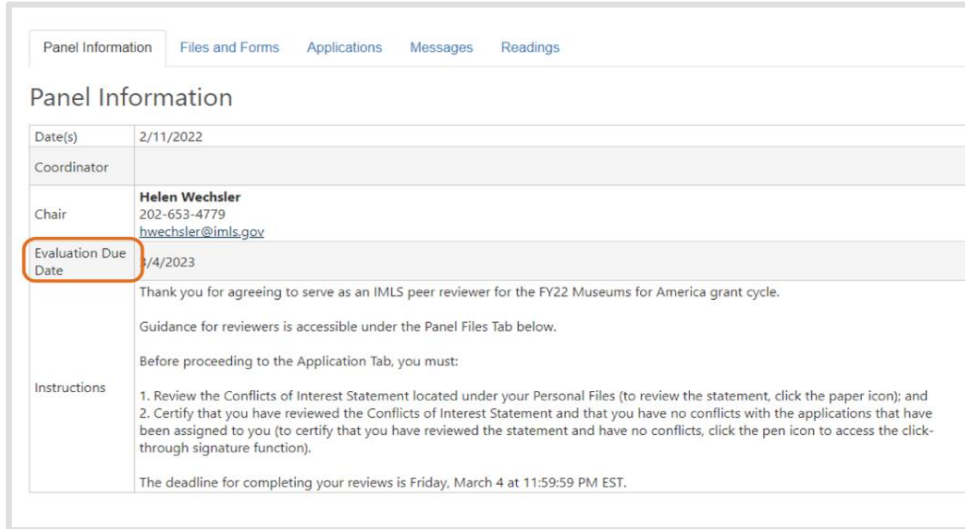 Panel Information Files and Forms Applications Messages Readings
Panel Information
Date(s) 2/11/2022
Coordinator
Chair
Helen Wechsler
202-653-4779
hwechsler@imls.gov
Evaluation Due
Date
/4/2023
Instructions
Thank you for agreeing to serve as an IMLS peer reviewer for the FY22 Museums for America grant cycle.
Guidance for reviewers is accessible under the Panel Files Tab below.
Before proceeding to the Application Tab, you must:
1. Review the Conflicts of Interest Statement located under your Personal Files (to review the statement, click the paper icon); and
2. Certify that you have reviewed the Conflicts of Interest Statement and that you have no conflicts with the applications that have
been assigned to you (to certify that you have reviewed the statement and have no conflicts, click the pen icon to access the click-
through signature function).
The deadline for completing your reviews is Friday, March 4 at 11:59:59 PM EST.